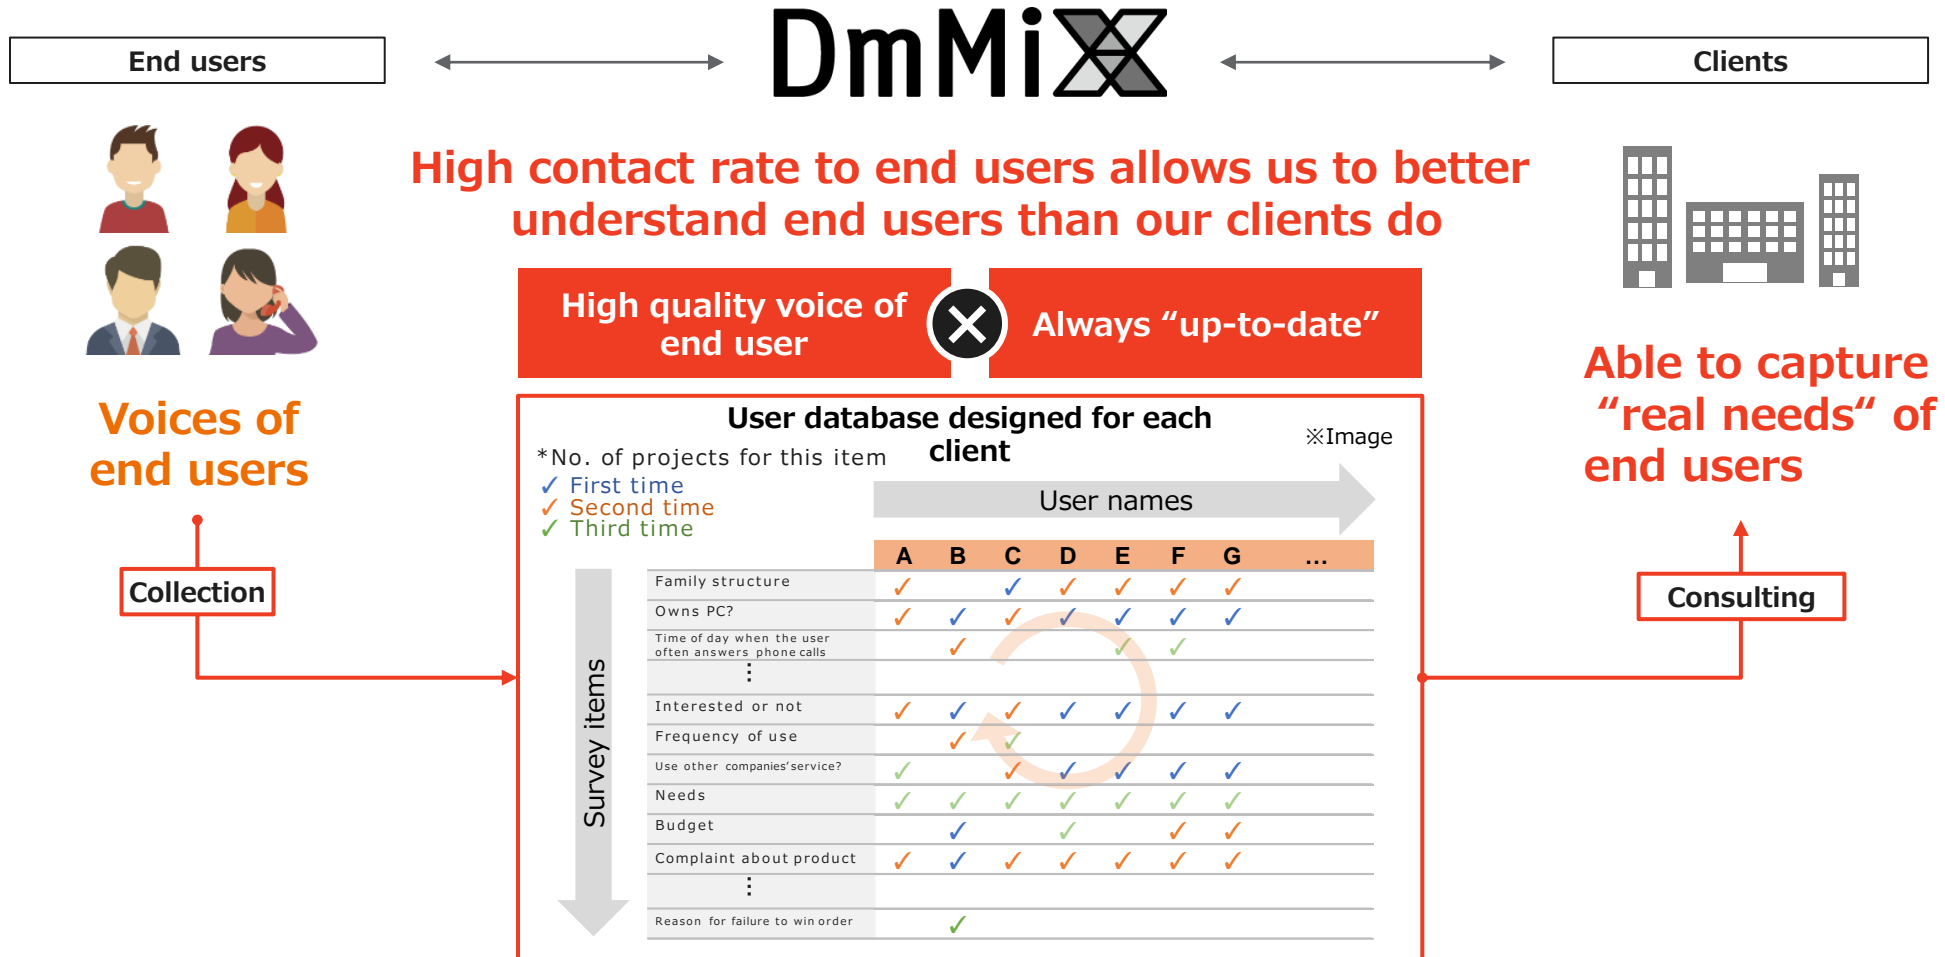 End users
DmMiX
Clients
High contact rate to end users allows us to better
understand end users than our clients do
High quality voice of
end user
Always “up-to-date”
Voices of
end users
Collection
Able to capture
“real needs“ of
end users
Consulting
User database designed for each
client
※Image
*No. of projects for this item
✓ First time
✓ Second time
✓ Third time
User names
Survey items
A B C D E F G ...
Family structure ✓ ✓ ✓ ✓ ✓ ✓
Owns PC? ✓ ✓ ✓ ✓ ✓ ✓ ✓
Time of day when the user
often answers phone calls ✓ ✓ ✓
⋮
Interested or not ✓ ✓ ✓ ✓ ✓ ✓ ✓
Frequency of use ✓ ✓
Use other companies’ service? ✓ ✓ ✓ ✓ ✓ ✓
Needs ✓ ✓ ✓ ✓ ✓ ✓ ✓
Budget ✓ ✓ ✓ ✓
Complaint about product ✓ ✓ ✓ ✓ ✓ ✓ ✓
⋮
Reason for failure to win order ✓